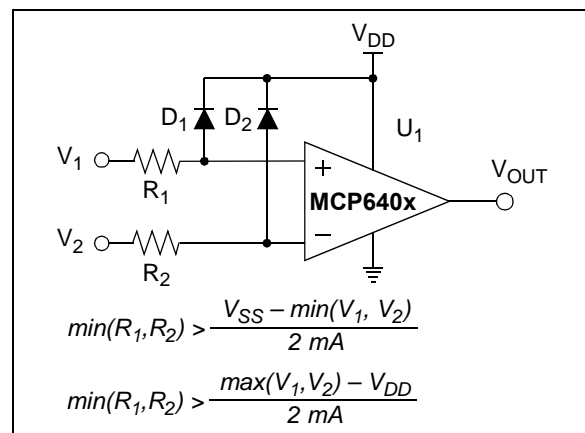 V_DD
D_1 D_2 U_1
V_1
R_1
V_OUT
MCP640x
V_2
R_2
min(R_1,R_2) > V_SS – min(V_1, V_2) / 2 mA
min(R_1,R_2) > max(V_1,V_2) – V_DD / 2 mA